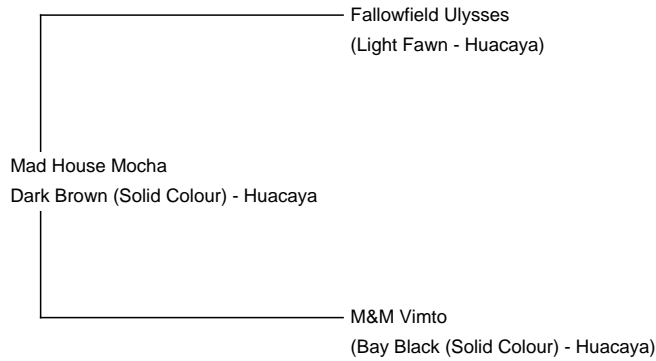 Fallowfield Ulysses
(Light Fawn - Huacaya)
Mad House Mocha
Dark Brown (Solid Colour) - Huacaya
M&M Vimto
(Bay Black (Solid Colour) - Huacaya)